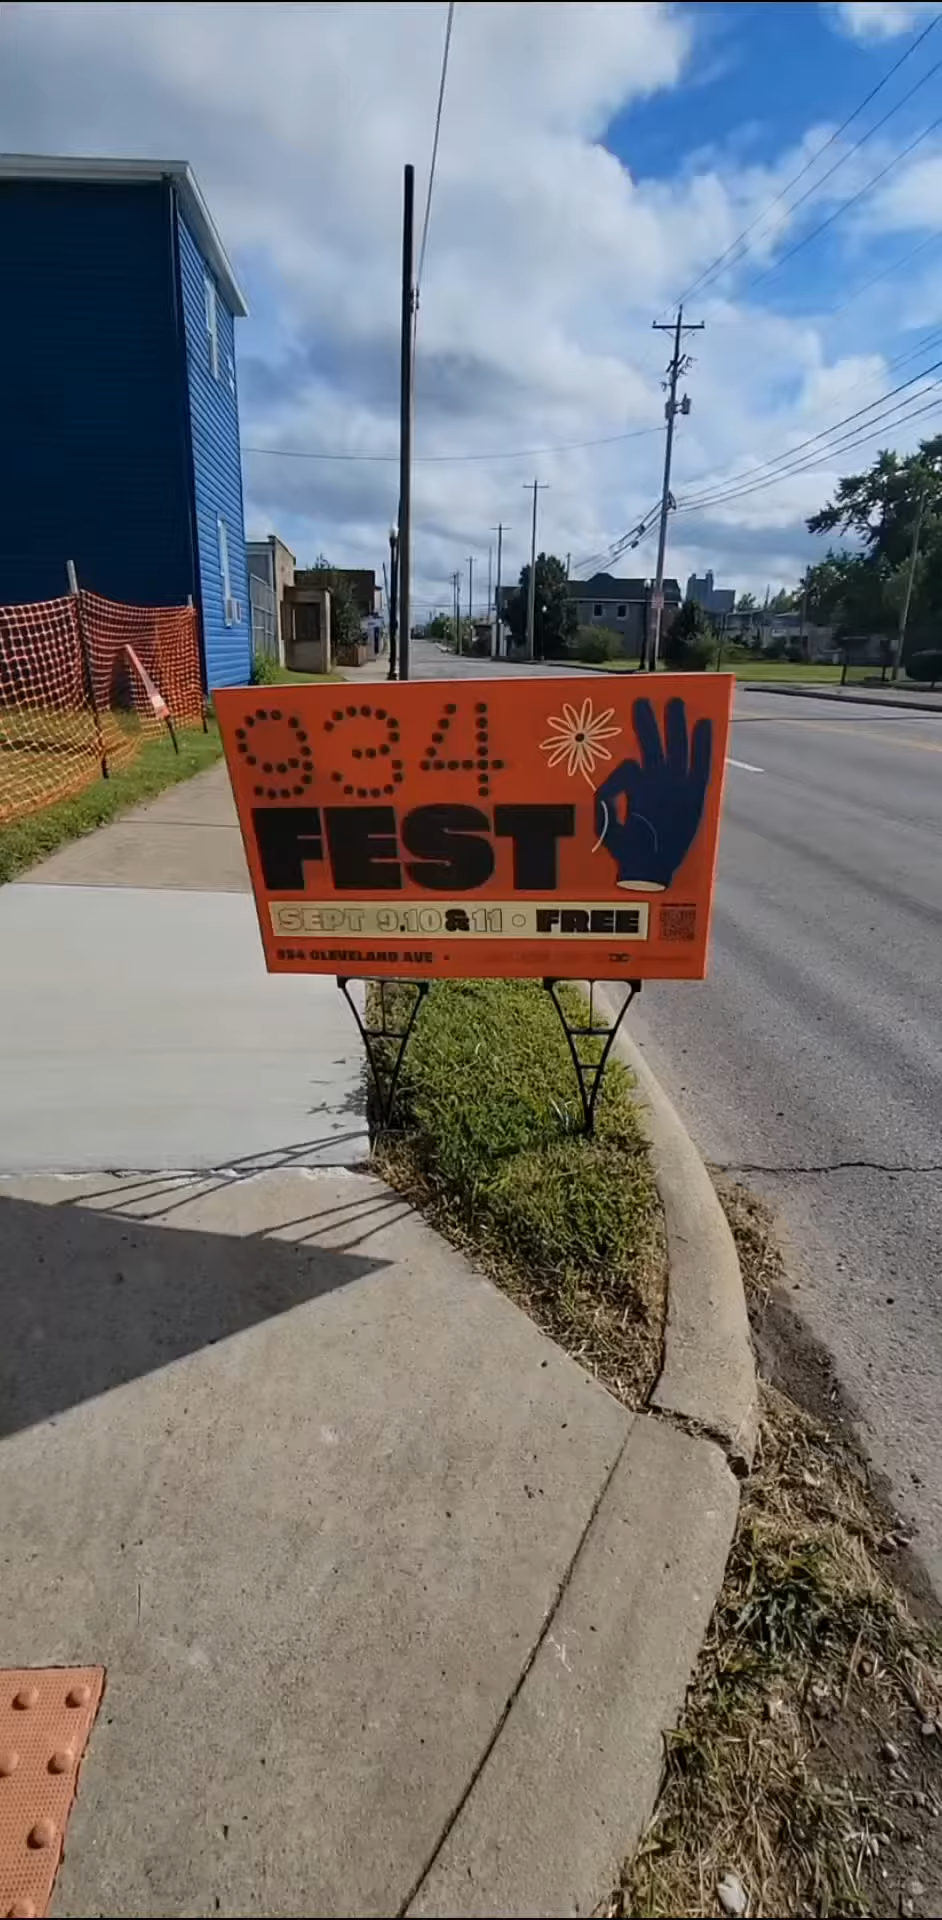 934
FEST
SEPT 9,10 & 11 • FREE
934 CLEVELAND AVE •